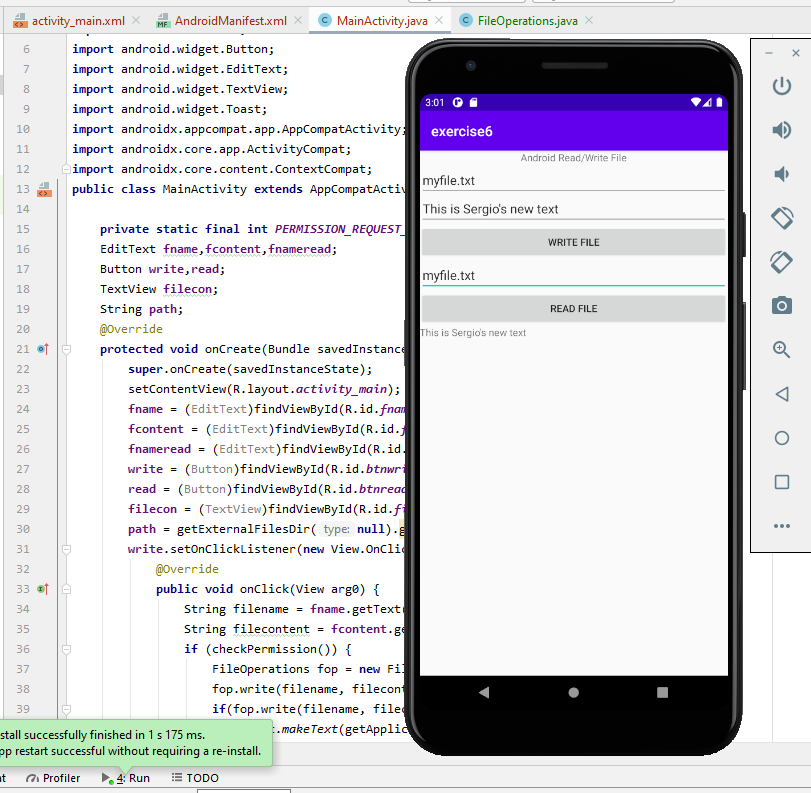 activity_main.xml
AndroidManifest.xml
MainActivity.java
FileOperations.java
6 import android.widget.Button;
7 import android.widget.EditText;
8 import android.widget.TextView;
9 import android.widget.Toast;
10 import androidx.appcompat.app.AppCompatActivity;
11 import androidx.core.app.ActivityCompat;
12 import androidx.core.content.ContextCompat;
13 public class MainActivity extends AppCompatActiv
14
15 private static final int PERMISSION_REQUEST_
16 EditText fname,fcontent,fnameread;
17 Button write,read;
18 TextView filecon;
19 String path;
20 @Override
21 protected void onCreate(Bundle savedInstance
22 super.onCreate(savedInstanceState);
23 setContentView(R.layout.activity_main);
24 fname = (EditText)findViewById(R.id.fnam
25 fcontent = (EditText)findViewById(R.id.f
26 fnameread = (EditText)findViewById(R.id.
27 write = (Button)findViewById(R.id.btnwri
28 read = (Button)findViewById(R.id.btnread
29 filecon = (TextView)findViewById(R.id.fi
30 path = getExternalFilesDir( type: null).g
31 write.setOnClickListener(new View.OnClic
32 @Override
33 public void onClick(View arg0) {
34 String filename = fname.getText(
35 String filecontent = fcontent.ge
36 if (checkPermission()) {
37 FileOperations fop = new Fil
38 fop.write(filename, filecont
39 if(fop.write(filename, filec
.makeText(getApplic
3:01
exercise6
Android Read/Write File
myfile.txt
This is Sergio's new text
WRITE FILE
myfile.txt
READ FILE
This is Sergio's new text
stall successfully finished in 1 s 175 ms.
pp restart successful without requiring a re-install.
Profiler
4: Run
TODO